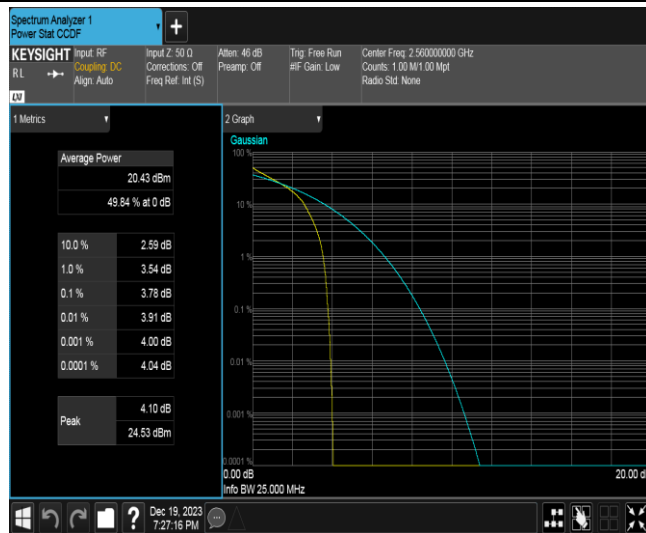 Spectrum Analyzer 1
Power Stat CCDF
+
KEYSIGHT
RL
LXI
Input: RF
Coupling: DC
Align: Auto
Input Z: 50 Ω
Corrections: Off
Freq Ref: Int (S)
Atten: 46 dB
Preamp: Off
Trig: Free Run
#IF Gain: Low
Center Freq: 2.560000000 GHz
Counts: 1.00 M/1.00 Mpt
Radio Std: None
1 Metrics
Average Power
20.43 dBm
49.84 % at 0 dB
10.0 % 2.59 dB
1.0 % 3.54 dB
0.1 % 3.78 dB
0.01 % 3.91 dB
0.001 % 4.00 dB
0.0001 % 4.04 dB
Peak
4.10 dB
24.53 dBm
2 Graph
Gaussian
100 %
10 %
1 %
0.1 %
0.01 %
0.001 %
0.0001 %
0.00 dB
20.00 d
Info BW 25.000 MHz
?
Dec 19, 2023
7:27:16 PM